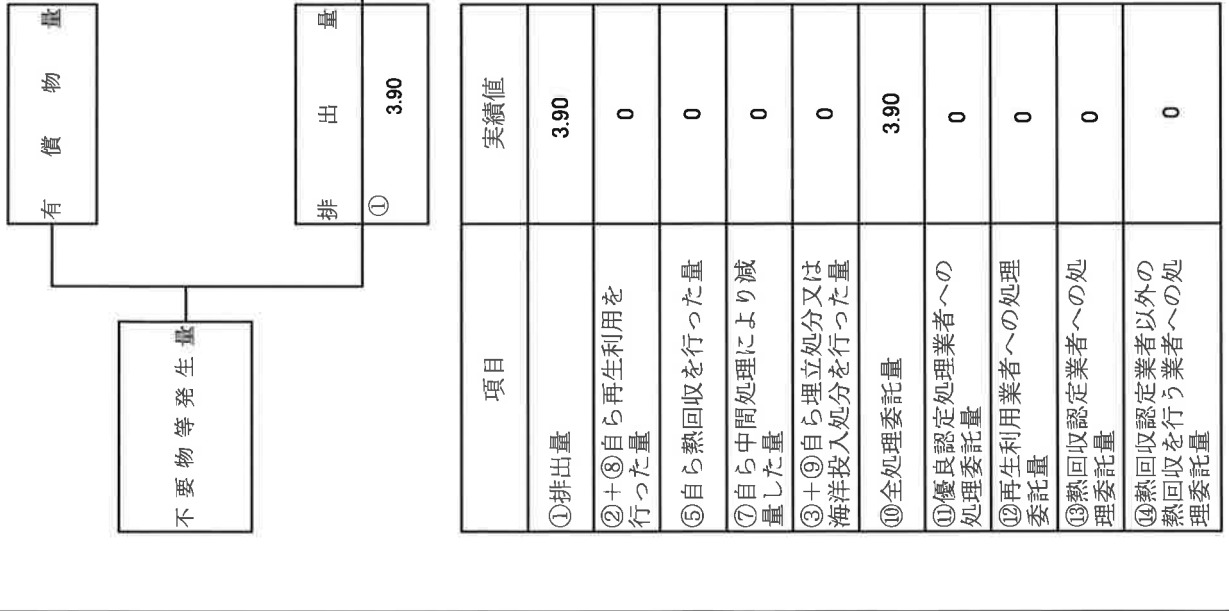 有償物量
不要物等発生量
排出量
①
3.90
項目
実績値
①排出量
3.90
②+⑧自ら再生利用を
行った量
0
⑤自ら熱回収を行った量
0
⑦自ら中間処理により減
量した量
0
③+⑨自ら埋立処分又は
海洋投入処分を行った量
0
⑩全処理委託量
3.90
⑪優良認定処理業者への
処理委託量
0
⑫再生利用業者への処理
委託量
0
⑬熱回収認定業者への処
理委託量
0
⑭熱回収認定業者以外の
熱回収を行う業者への処
理委託量
0